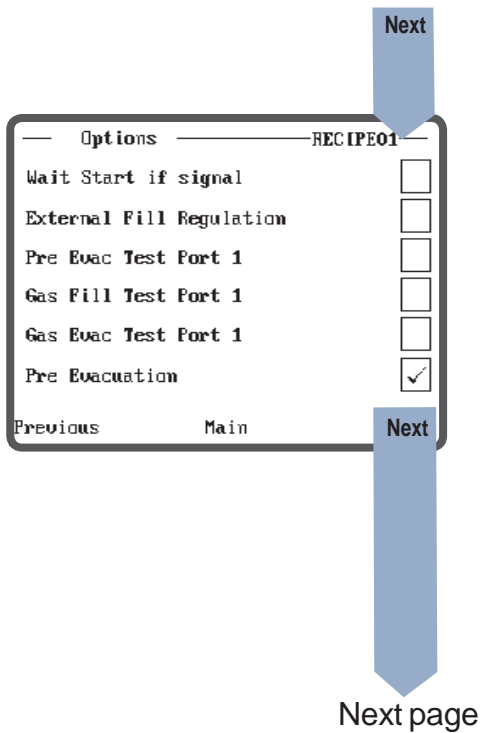 Next
Options RECIPE01
Wait Start if signal
External Fill Regulation
Pre Evac Test Port 1
Gas Fill Test Port 1
Gas Evac Test Port 1
Pre Evacuation ✓
Previous Main Next
Next page